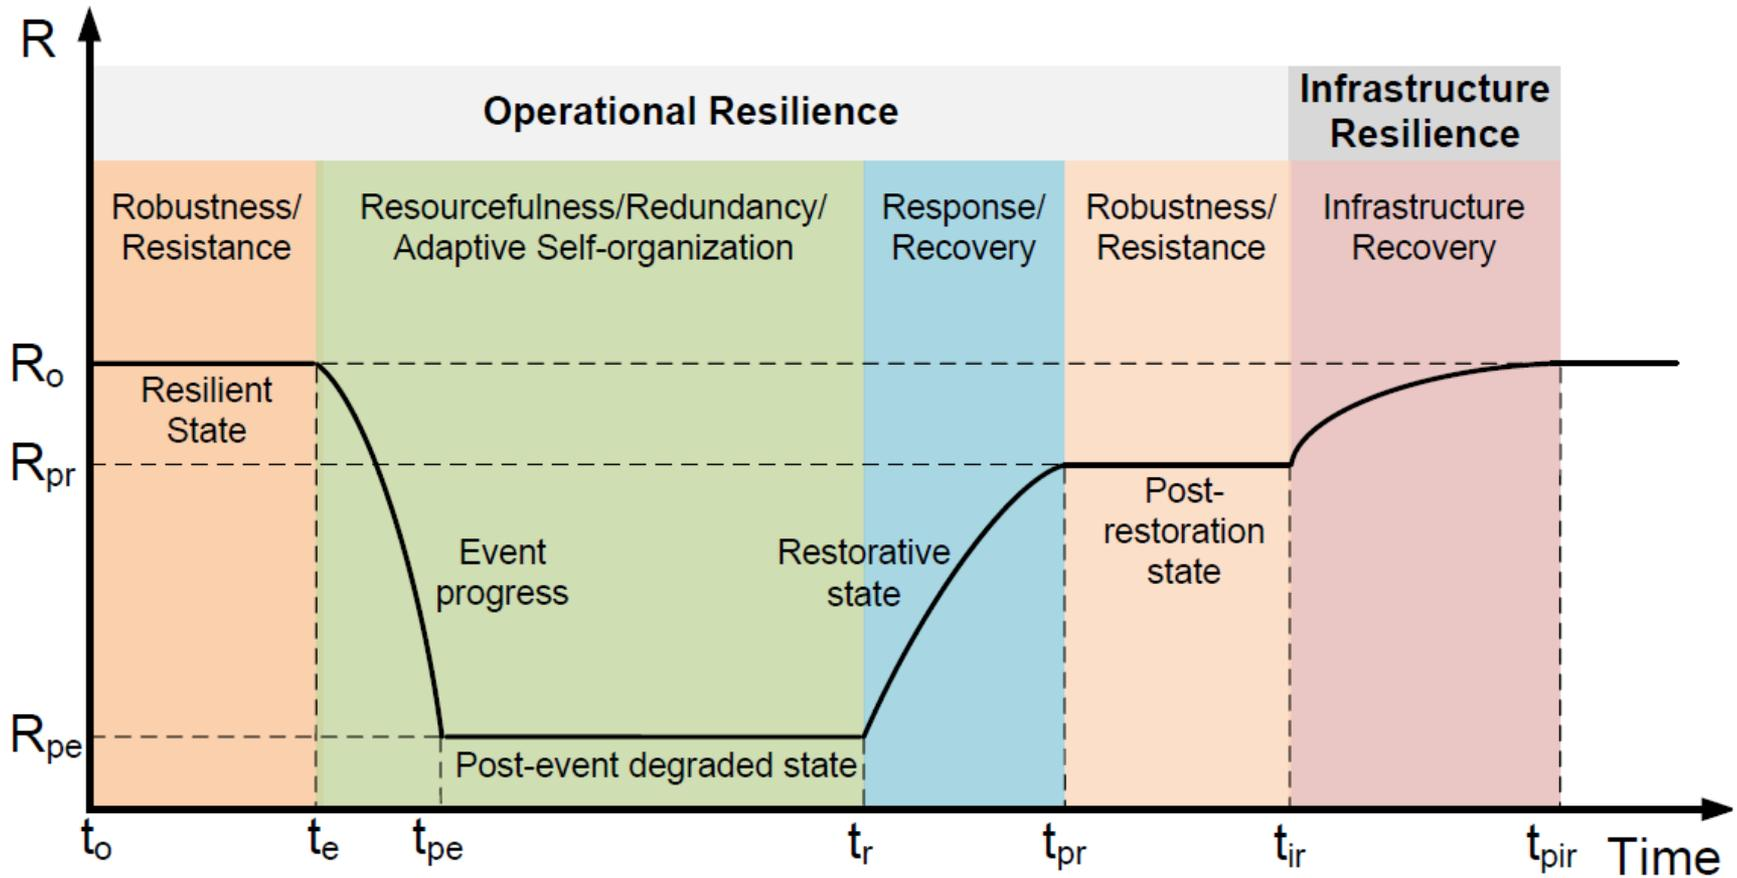 R
Operational Resilience
Infrastructure
Resilience
Robustness/
Resistance
Resourcefulness/Redundancy/
Adaptive Self-organization
Response/
Recovery
Robustness/
Resistance
Infrastructure
Recovery
Ro
Resilient
State
Rpr
Post-
restoration
state
Event
progress
Restorative
state
Rpe
Post-event degraded state
to
te
tpe
tr
tpr
tir
tpir
Time